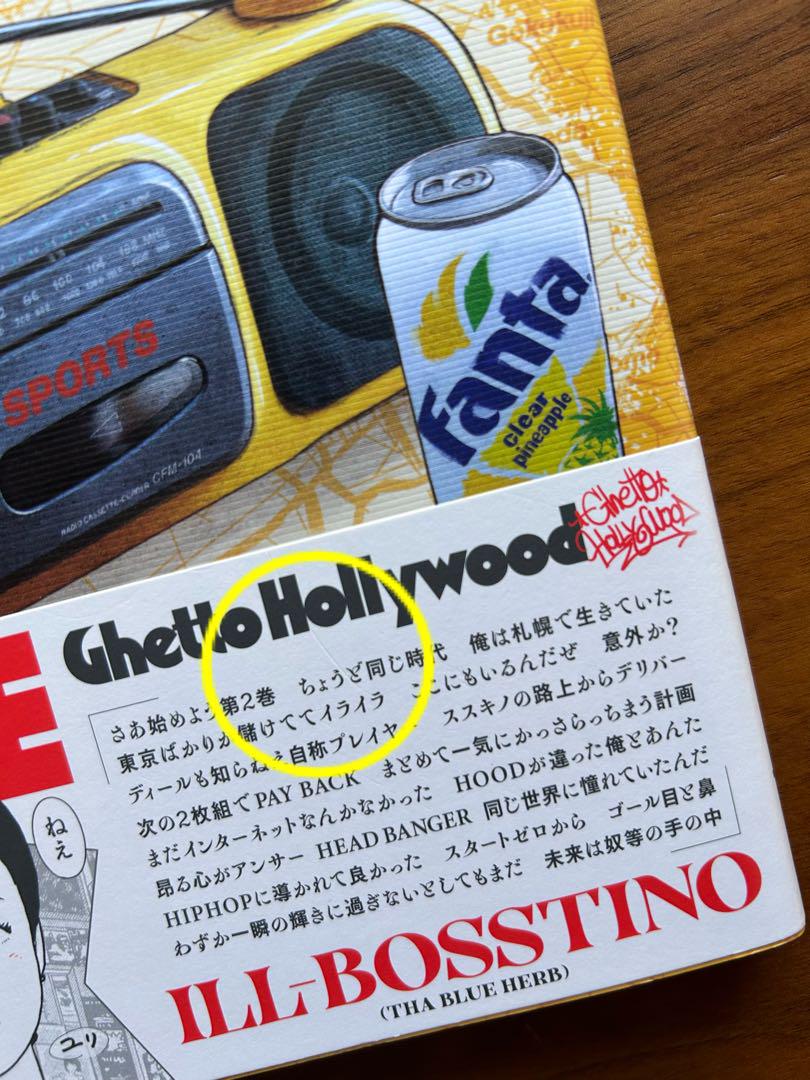 Gokokuji
SPORTS
RADIO CASSETTE-CORDER CFM-104
Fanta
clear
pineapple
Ghetto Hollywood
Ghetto
Hollywood
E
さあ始めよう第2巻 ちょうど同じ時代 俺は札幌で生きていた
東京ばかりが儲けててイライラ ここにもいるんだぜ 意外か?
ディールも知らねぇ自称プレイヤー ススキノの路上からデリバー
次の2枚組でPAY BACK まとめて一気にかっさらっちまう計画
まだインターネットなんかなかった HOODが違った俺とあんた
昂る心がアンサー HEAD BANGER 同じ世界に憧れていたんだ
HIPHOPに導かれて良かった スタートゼロから ゴール目と鼻
わずか一瞬の輝きに過ぎないとしてもまだ 未来は奴等の手の中
ILL-BOSSTINO
(THA BLUE HERB)
ねぇ
ユリ